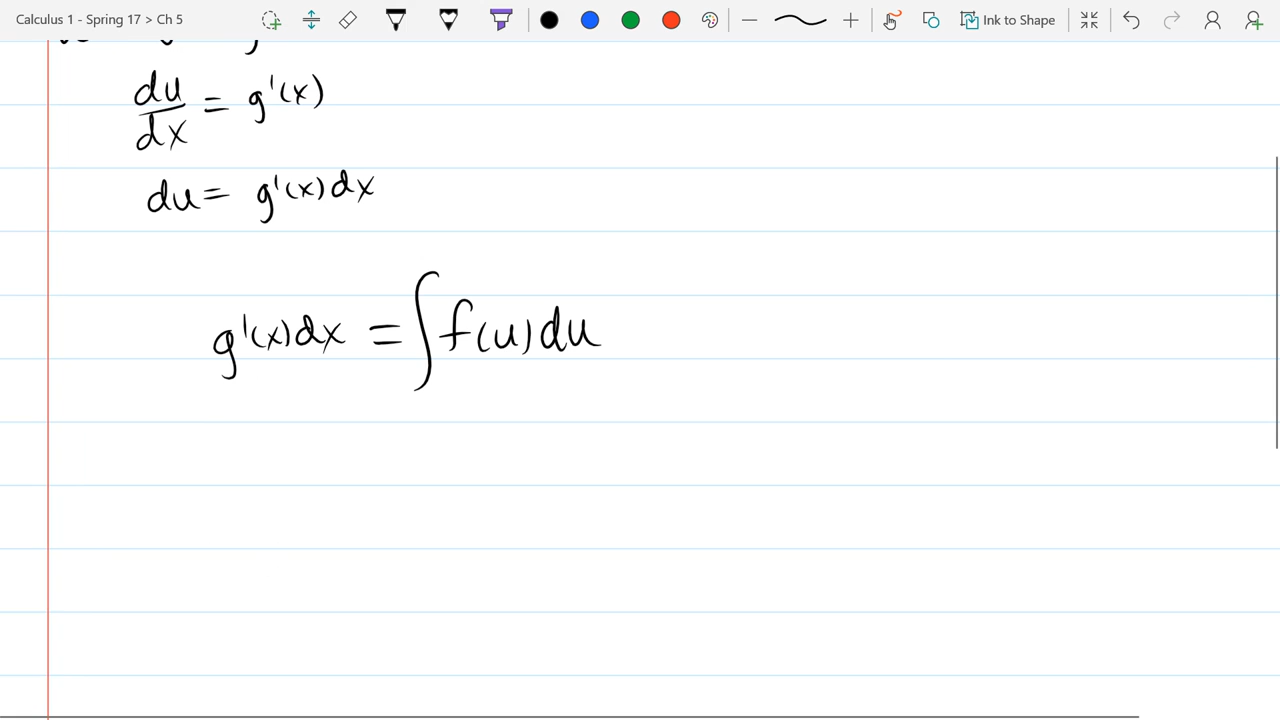 Calculus 1 - Spring 17 > Ch 5
Ink to Shape
du/dx = g'(x)
du = g'(x)dx
g'(x)dx = ∫f(u)du